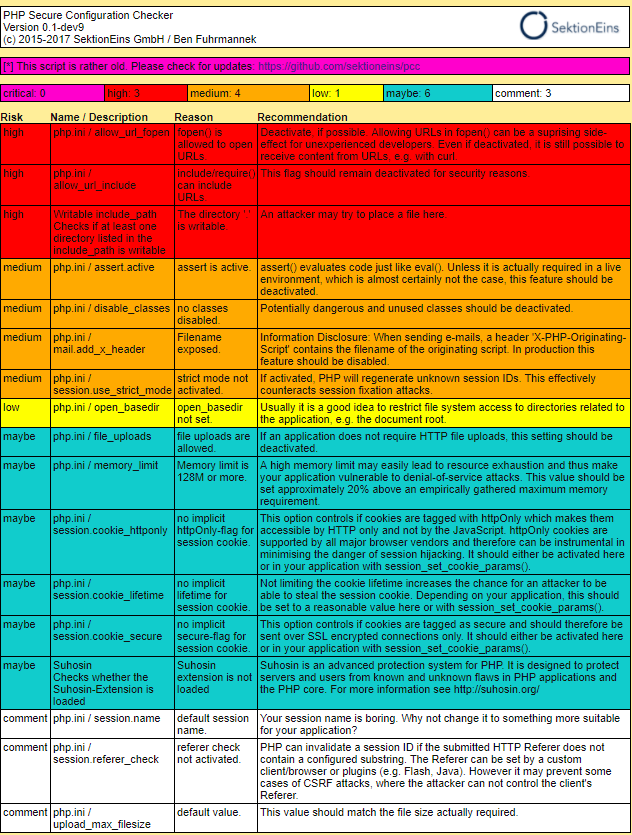 PHP Secure Configuration Checker
Version 0.1-dev9
(c) 2015-2017 SektionEins GmbH / Ben Fuhrmannek
SektionEins
[*] This script is rather old. Please check for updates: https://github.com/sektioneins/pcc
critical: 0 high: 3 medium: 4 low: 1 maybe: 6 comment: 3
Risk Name / Description Reason Recommendation
high php.ini / allow_url_fopen fopen() is allowed to open URLs Deactivate, if possible. Allowing URLs in fopen() can be a suprising side-
effect for unexperienced developers. Even if deactivated, it is still possible to
receive content from URLs, e.g. with curl.
high php.ini /
allow_url_include
include/require()
can include
URLs
This flag should remain deactivated for security reasons.
high Writable include_path
Checks if at least one
directory listed in the
include_path is writable
The directory '.'
is writable.
An attacker may try to place a file here.
medium php.ini / assert.active assert is active. assert() evaluates code just like eval(). Unless it is actually required in a live
environment, which is almost certainly not the case, this feature should be
deactivated.
medium php.ini / disable_classes no classes
disabled.
Potentially dangerous and unused classes should be deactivated.
medium php.ini /
mail.add_x_header
Filename
exposed.
Information Disclosure: When sending e-mails, a header 'X-PHP-Originating-
Script' contains the filename of the originating script. In production this
feature should be disabled.
medium php.ini /
session.use_strict_mode
strict mode not
activated.
If activated, PHP will regenerate unknown session IDs. This effectively
counteracts session fixation attacks.
low php.ini / open_basedir open_basedir
not set.
Usually it is a good idea to restrict file system access to directories related to
the application, e.g. the document root.
maybe php.ini / file_uploads file uploads are
allowed.
If an application does not require HTTP file uploads, this setting should be
deactivated.
maybe php.ini / memory_limit Memory limit is
128M or more.
A high memory limit may easily lead to resource exhaustion and thus make
your application vulnerable to denial-of-service attacks. This value should be
set approximately 20% above an empirically gathered maximum memory
requirement.
maybe php.ini /
session.cookie_httponly
no implicit
httpOnly-flag for
session cookie.
This option controls if cookies are tagged with httpOnly which makes them
accessible by HTTP only and not by the JavaScript. httpOnly cookies are
supported by all major browser vendors and therefore can be instrumental in
minimising the danger of session hijacking. It should either be activated here
or in your application with session_set_cookie_params().
maybe php.ini /
session.cookie_lifetime
no implicit
lifetime for
session cookie.
Not limiting the cookie lifetime increases the chance for an attacker to be
able to steal the session cookie. Depending on your application, this should
be set to a reasonable value here or with session_set_cookie_params().
maybe php.ini /
session.cookie_secure
no implicit
secure-flag for
session cookie.
This option controls if cookies are tagged as secure and should therefore be
sent over SSL encrypted connections only. It should either be activated here
or in your application with session_set_cookie_params().
maybe Suhosin
Checks whether the
Suhosin-Extension is
loaded
Suhosin
extension is not
loaded
Suhosin is an advanced protection system for PHP. It is designed to protect
servers and users from known and unknown flaws in PHP applications and
the PHP core. For more information see http://suhosin.org/
comment php.ini / session.name default session
name.
Your session name is boring. Why not change it to something more suitable
for your application?
comment php.ini /
session.referer_check
referer check
not activated.
PHP can invalidate a session ID if the submitted HTTP Referer does not
contain a configured substring. The Referer can be set by a custom
client/browser or plugins (e.g. Flash, Java). However it may prevent some
cases of CSRF attacks, where the attacker can not control the client's
Referer.
comment php.ini /
upload_max_filesize
default value. This value should match the file size actually required.